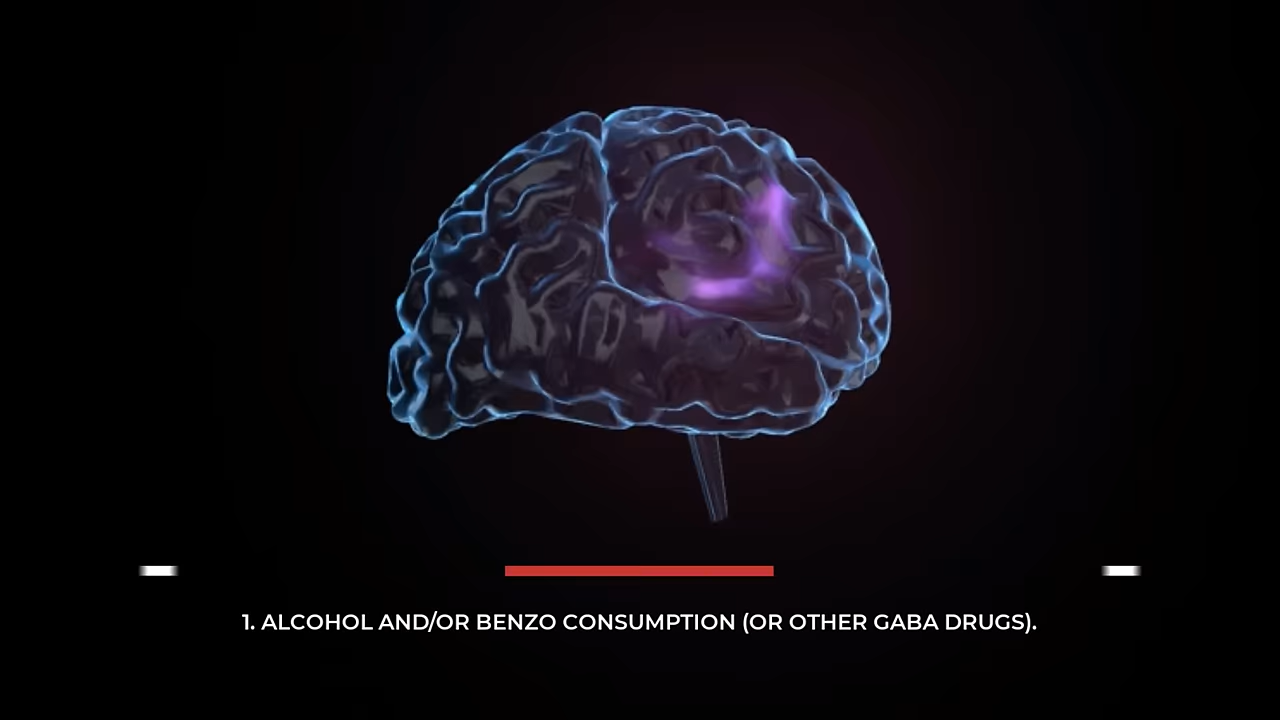 1. ALCOHOL AND/OR BENZO CONSUMPTION (OR OTHER GABA DRUGS).